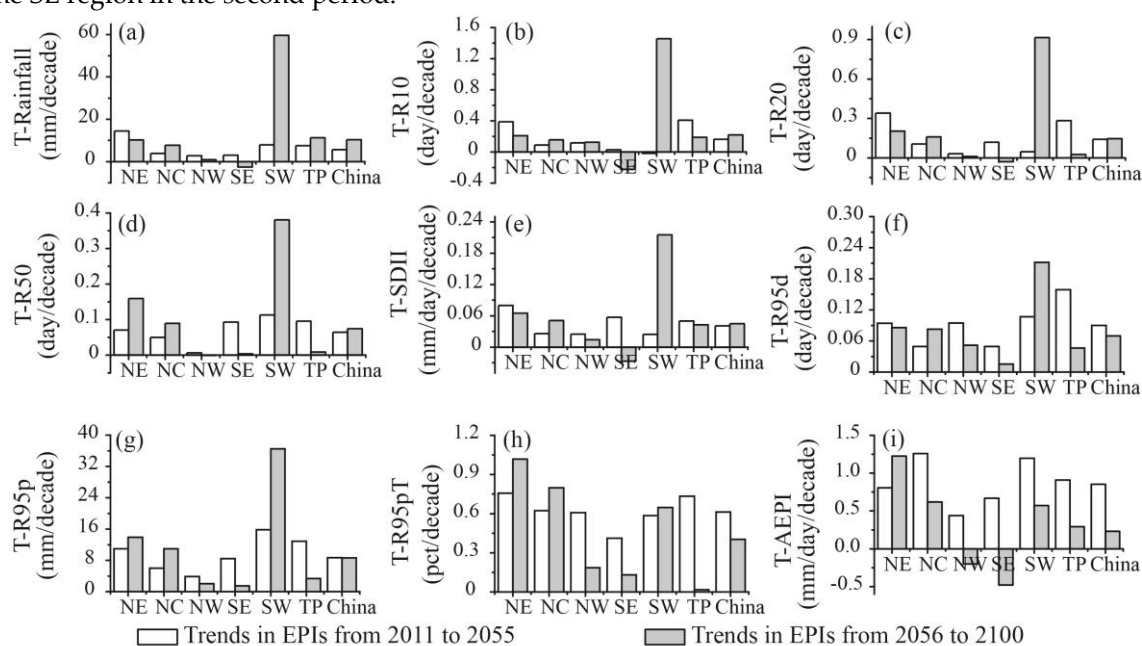 the SE region in the second period.
(a) (b) (c)
T-Rainfall (mm/decade) 60 40 20 0 NE NC NW SE SW TP China
T-R10 (day/decade) 1.6 1.2 0.8 0.4 0.0 -0.4 NE NC NW SE SW TP China
T-R20 (day/decade) 0.9 0.6 0.3 0 NE NC NW SE SW TP China
(d) (e) (f)
T-R50 (day/decade) 0.4 0.3 0.2 0.1 0 NE NC NW SE SW TP China
T-SDII (mm/day/decade) 0.24 0.18 0.12 0.06 0 NE NC NW SE SW TP China
T-R95d (day/decade) 0.30 0.24 0.18 0.12 0.06 0 NE NC NW SE SW TP China
(g) (h) (i)
T-R95p (mm/decade) 40 32 24 16 8 0 NE NC NW SE SW TP China
T-R95pT (pct/decade) 1.2 0.9 0.6 0.3 0 NE NC NW SE SW TP China
T-AEPI (mm/day/decade) 1.5 1.0 0.5 0.0 -0.5 NE NC NW SE SW TP China
Trends in EPIs from 2011 to 2055 Trends in EPIs from 2056 to 2100